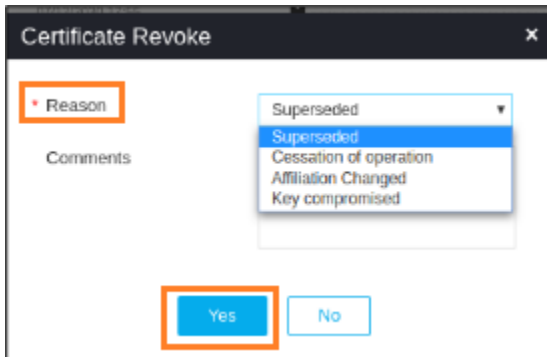 Certificate Revoke ×
* Reason
Superseded ▼
Superseded
Comments
Cessation of operation
Affiliation Changed
Key compromised
Yes
No